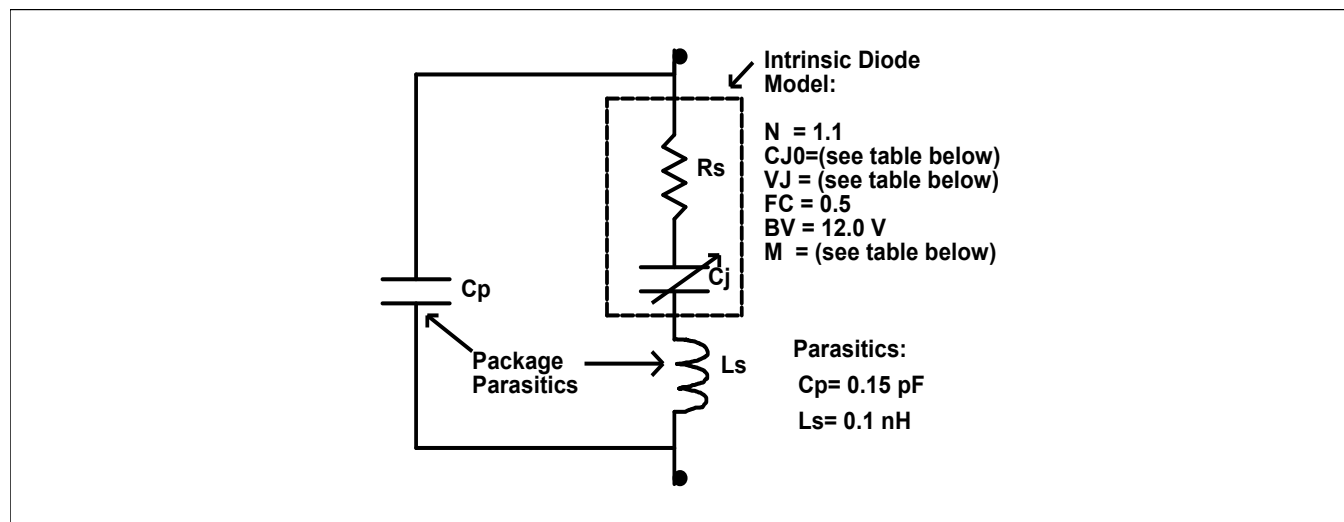 Intrinsic Diode
Model:
N = 1.1
CJ0=(see table below)
VJ = (see table below)
FC = 0.5
BV = 12.0 V
M = (see table below)
Rs
Cj
Cp
Package
Parasitics
Ls
Parasitics:
Cp= 0.15 pF
Ls= 0.1 nH